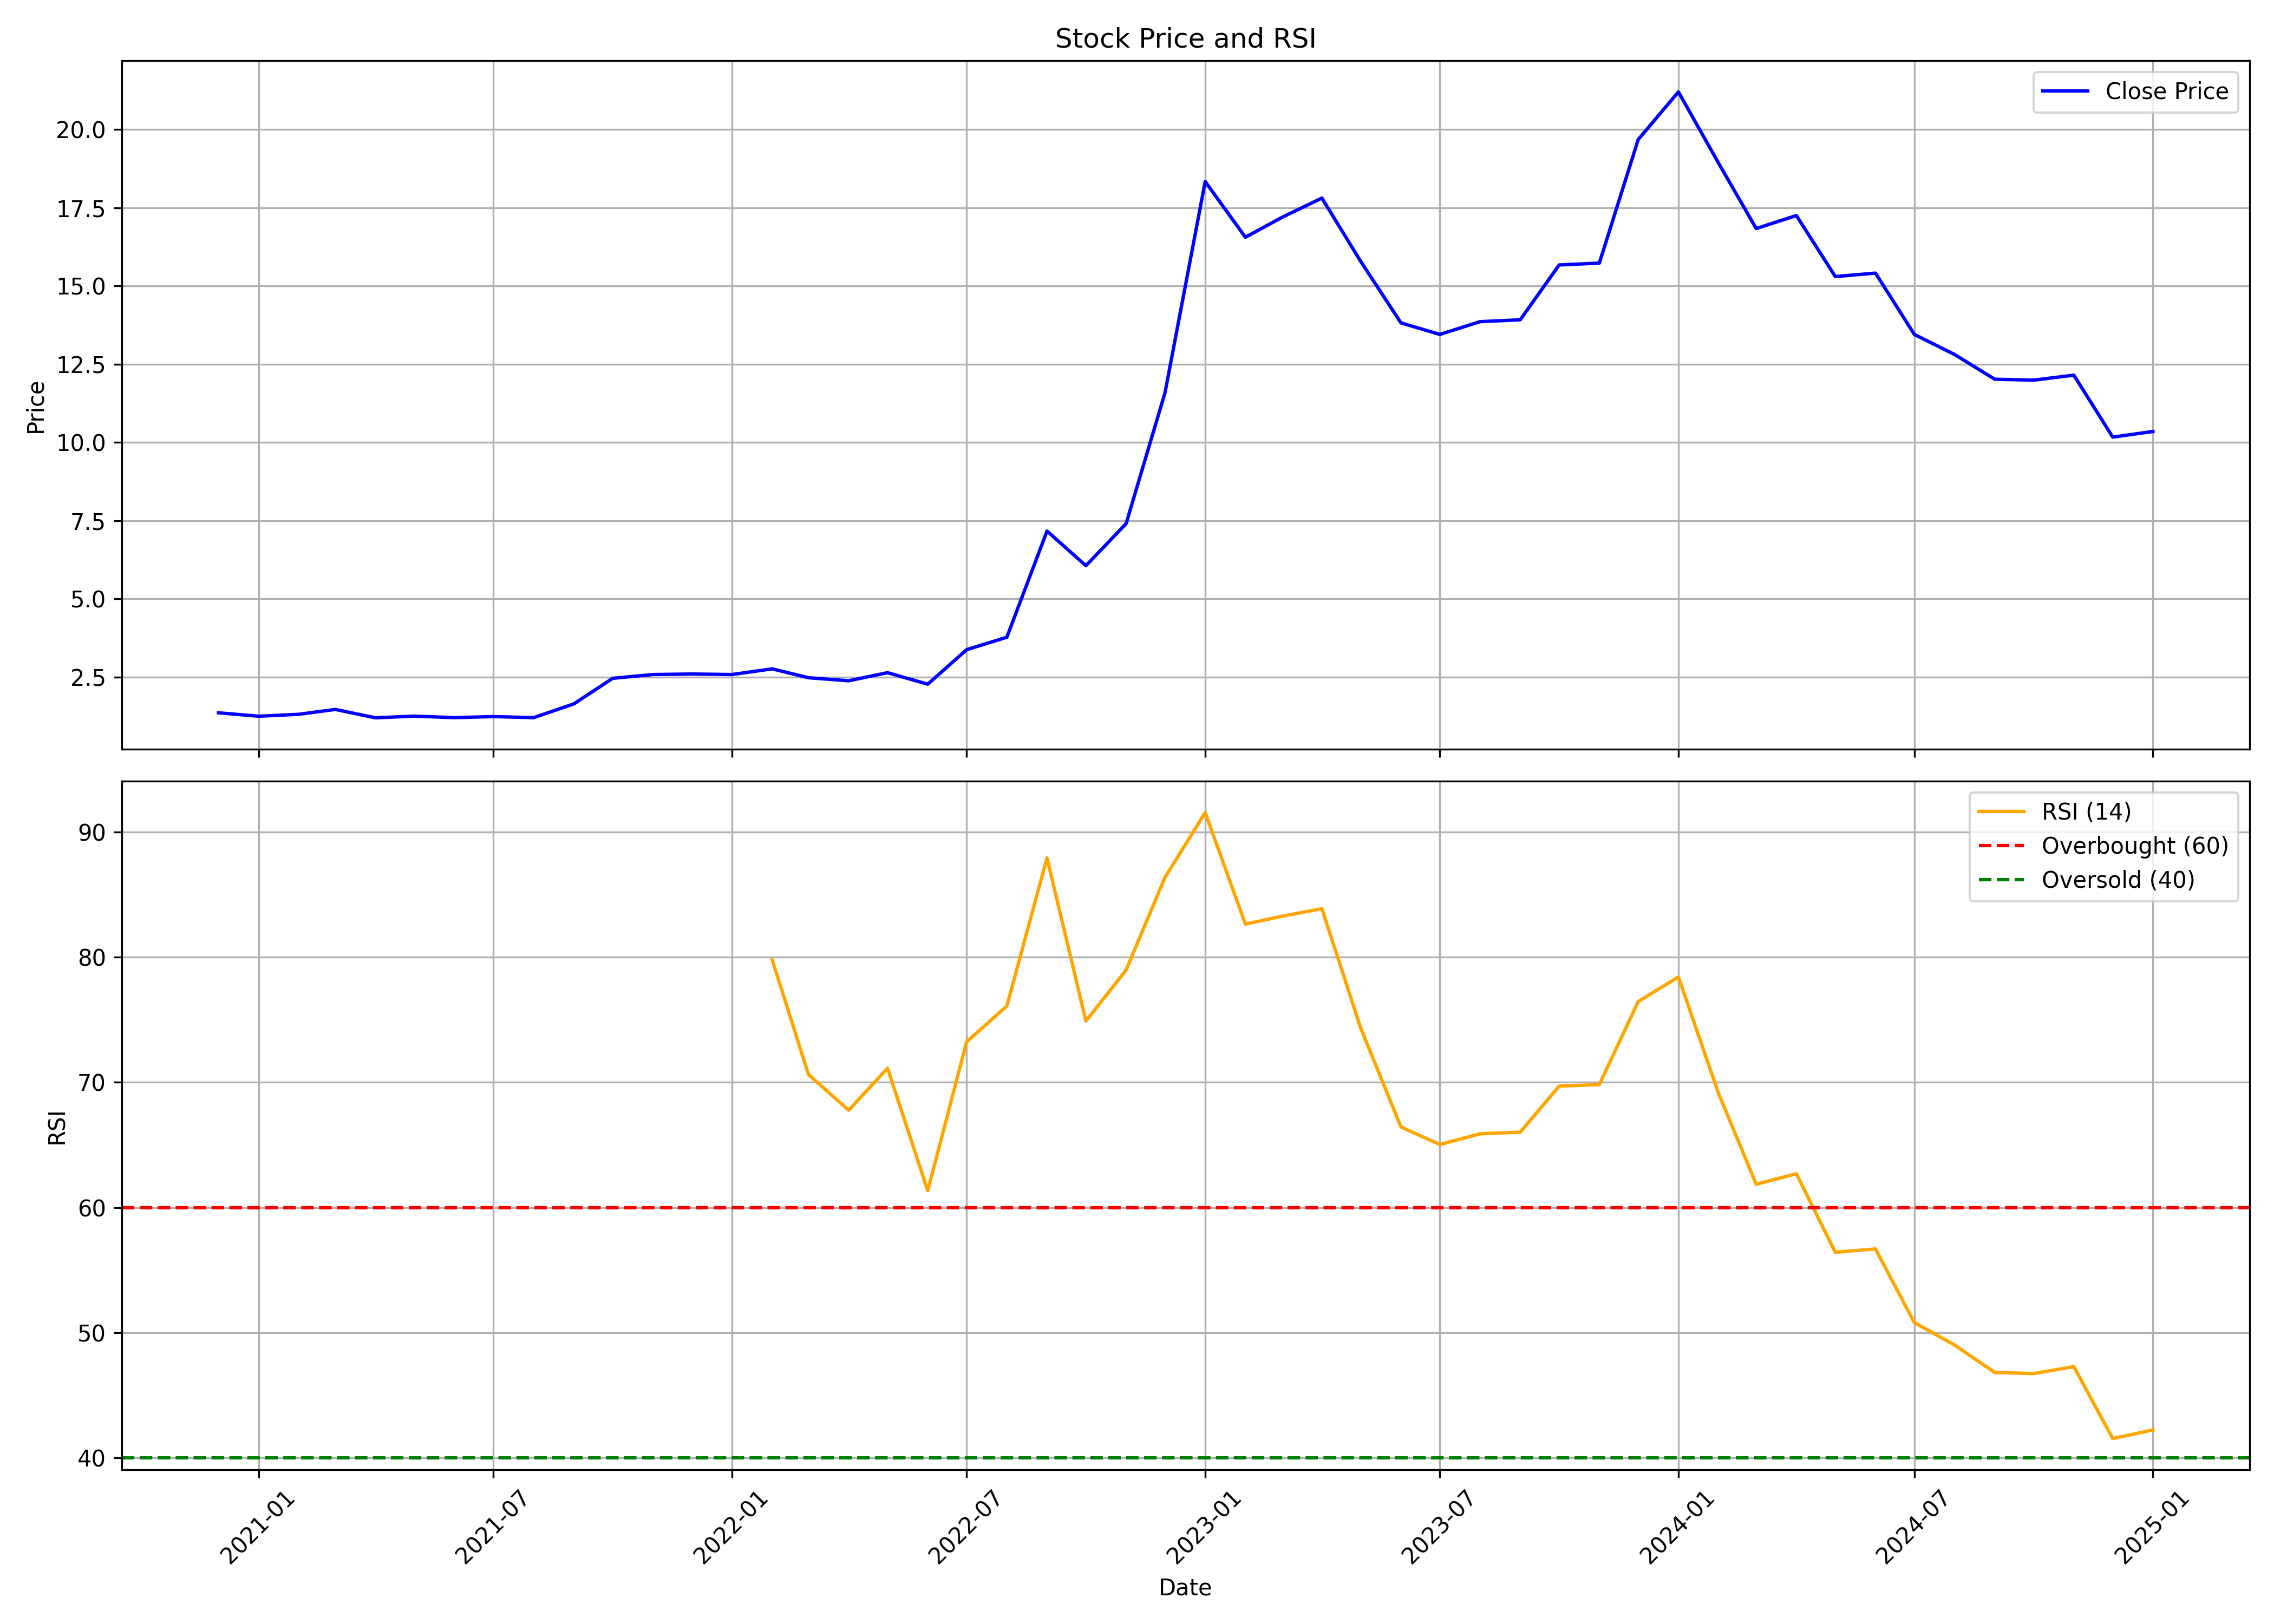 Stock Price and RSI
Close Price
Price
20.0
17.5
15.0
12.5
10.0
7.5
5.0
2.5
RSI (14)
Overbought (60)
Oversold (40)
RSI
90
80
70
60
50
40
2021-01
2021-07
2022-01
2022-07
2023-01
2023-07
2024-01
2024-07
2025-01
Date